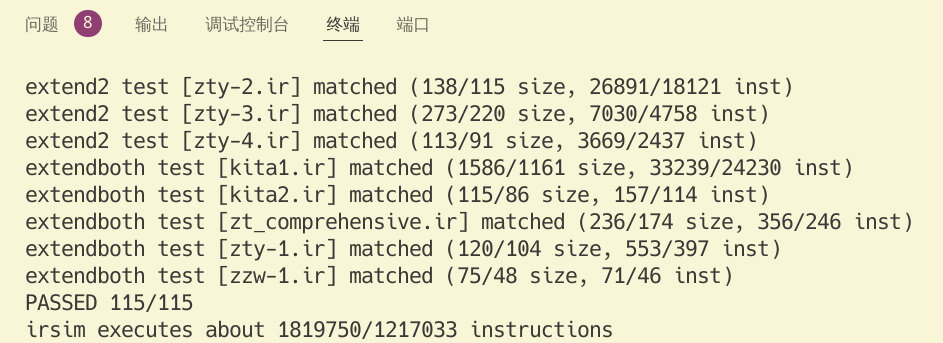 问题 8 输出 调试控制台 终端 端口
extend2 test [zty-2.ir] matched (138/115 size, 26891/18121 inst)
extend2 test [zty-3.ir] matched (273/220 size, 7030/4758 inst)
extend2 test [zty-4.ir] matched (113/91 size, 3669/2437 inst)
extendboth test [kita1.ir] matched (1586/1161 size, 33239/24230 inst)
extendboth test [kita2.ir] matched (115/86 size, 157/114 inst)
extendboth test [zt_comprehensive.ir] matched (236/174 size, 356/246 inst)
extendboth test [zty-1.ir] matched (120/104 size, 553/397 inst)
extendboth test [zzw-1.ir] matched (75/48 size, 71/46 inst)
PASSED 115/115
irsim executes about 1819750/1217033 instructions